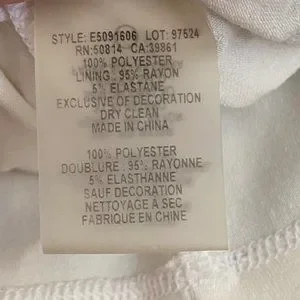 STYLE: E5091606 LOT: 97524
RN:50814 CA:39861
100% POLYESTER
LINING: 95% RAYON
5% ELASTANE
EXCLUSIVE OF DECORATION
DRY CLEAN
MADE IN CHINA
100% POLYESTER
DOUBLURE: 95% RAYONNE
5% ELASTHANNE
SAUF DECORATION
NETTOYAGE À SEC
FABRIQUE EN CHINE